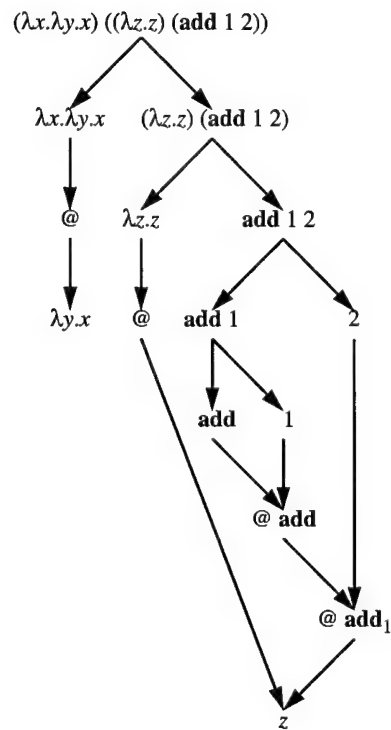 (λx.λy.x) ((λz.z) (add 1 2))
λx.λy.x (λz.z) (add 1 2)
@ λz.z add 1 2
λy.x @ add 1 2
add 1
@ add
@ add₁
z